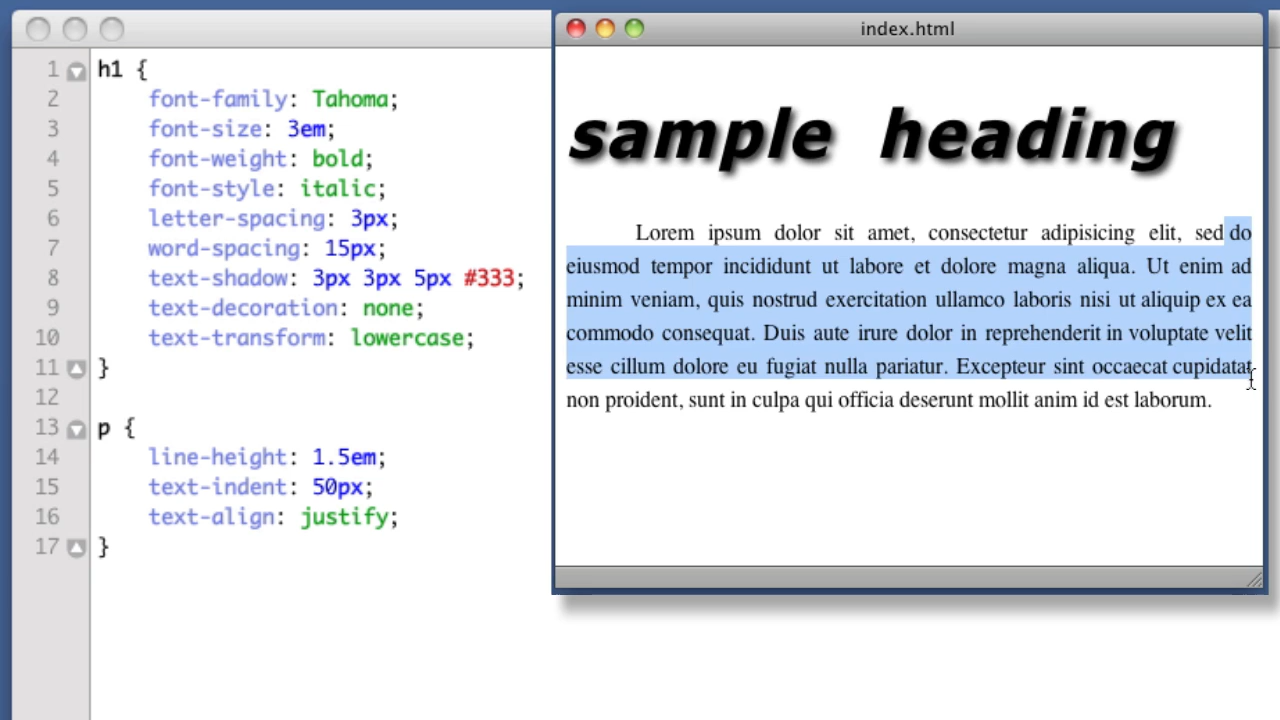 1 h1 {
2 font-family: Tahoma;
3 font-size: 3em;
4 font-weight: bold;
5 font-style: italic;
6 letter-spacing: 3px;
7 word-spacing: 15px;
8 text-shadow: 3px 3px 5px #333;
9 text-decoration: none;
10 text-transform: lowercase;
11 }
12
13 p {
14 line-height: 1.5em;
15 text-indent: 50px;
16 text-align: justify;
17 }
index.html
sample heading
Lorem ipsum dolor sit amet, consectetur adipisicing elit, sed do
eiusmod tempor incididunt ut labore et dolore magna aliqua. Ut enim ad
minim veniam, quis nostrud exercitation ullamco laboris nisi ut aliquip ex ea
commodo consequat. Duis aute irure dolor in reprehenderit in voluptate velit
esse cillum dolore eu fugiat nulla pariatur. Excepteur sint occaecat cupidatat
non proident, sunt in culpa qui officia deserunt mollit anim id est laborum.